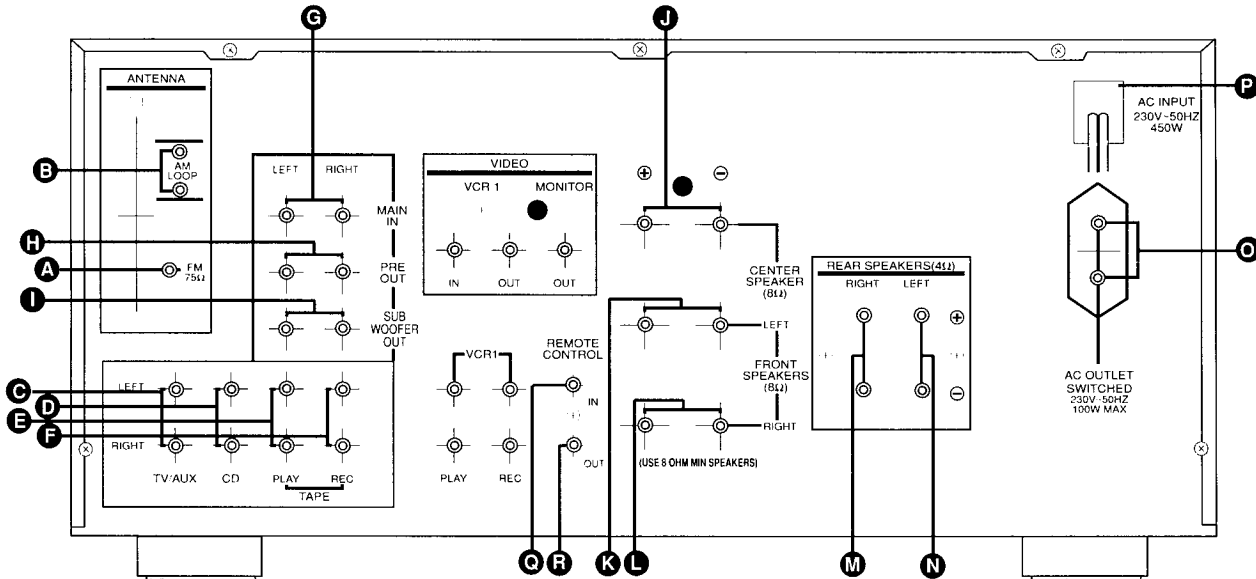 G
J
ANTENNA
P
AC INPUT
230V~50HZ
450W
B
AM
LOOP
LEFT RIGHT
VIDEO
VCR 1 MONITOR
+ −
MAIN
IN
H
A
FM
75Ω
PRE
OUT
IN OUT OUT
CENTER
SPEAKER
(8Ω)
REAR SPEAKERS(4Ω)
RIGHT LEFT
O
I
SUB
WOOFER
OUT
LEFT
+
REMOTE
CONTROL
VCR1
FRONT
SPEAKERS
(8Ω)
−
AC OUTLET
SWITCHED
230V~50HZ
100W MAX
C
LEFT
D
E
F
RIGHT
IN
OUT
RIGHT
(USE 8 OHM MIN SPEAKERS)
TV/AUX CD PLAY REC
TAPE
PLAY REC
Q R K L M N